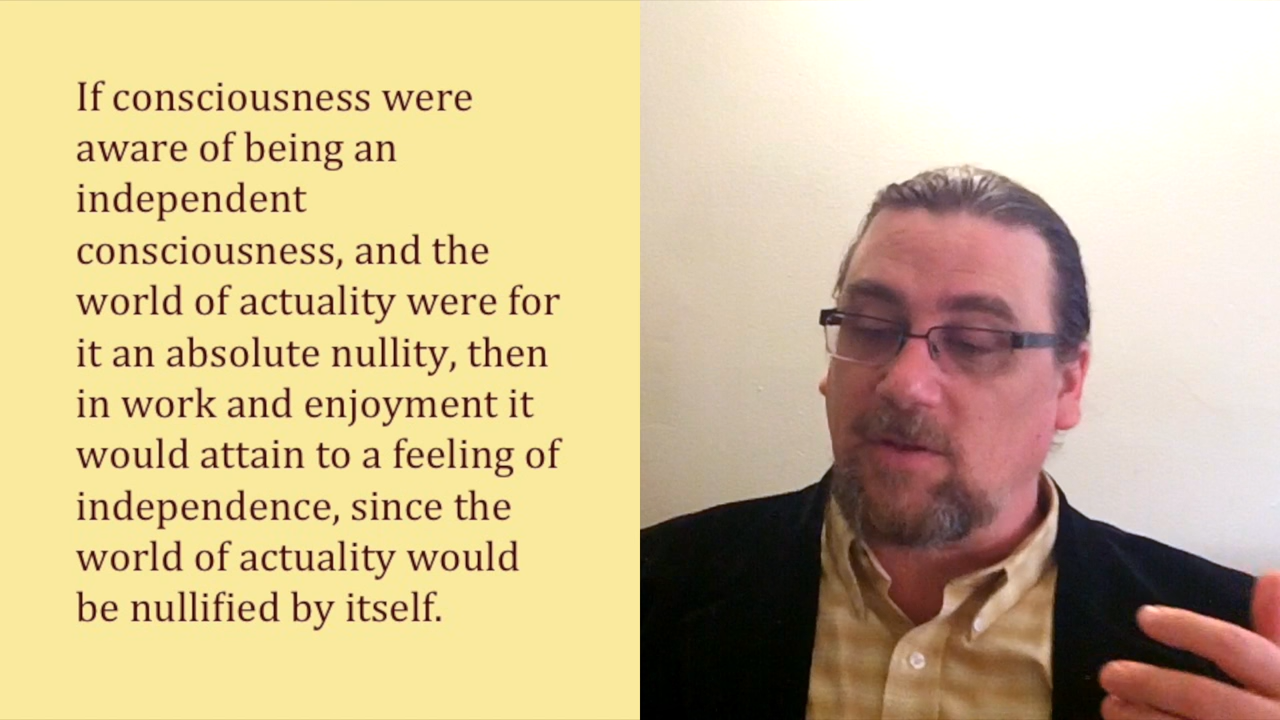 If consciousness were
aware of being an
independent
consciousness, and the
world of actuality were for
it an absolute nullity, then
in work and enjoyment it
would attain to a feeling of
independence, since the
world of actuality would
be nullified by itself.